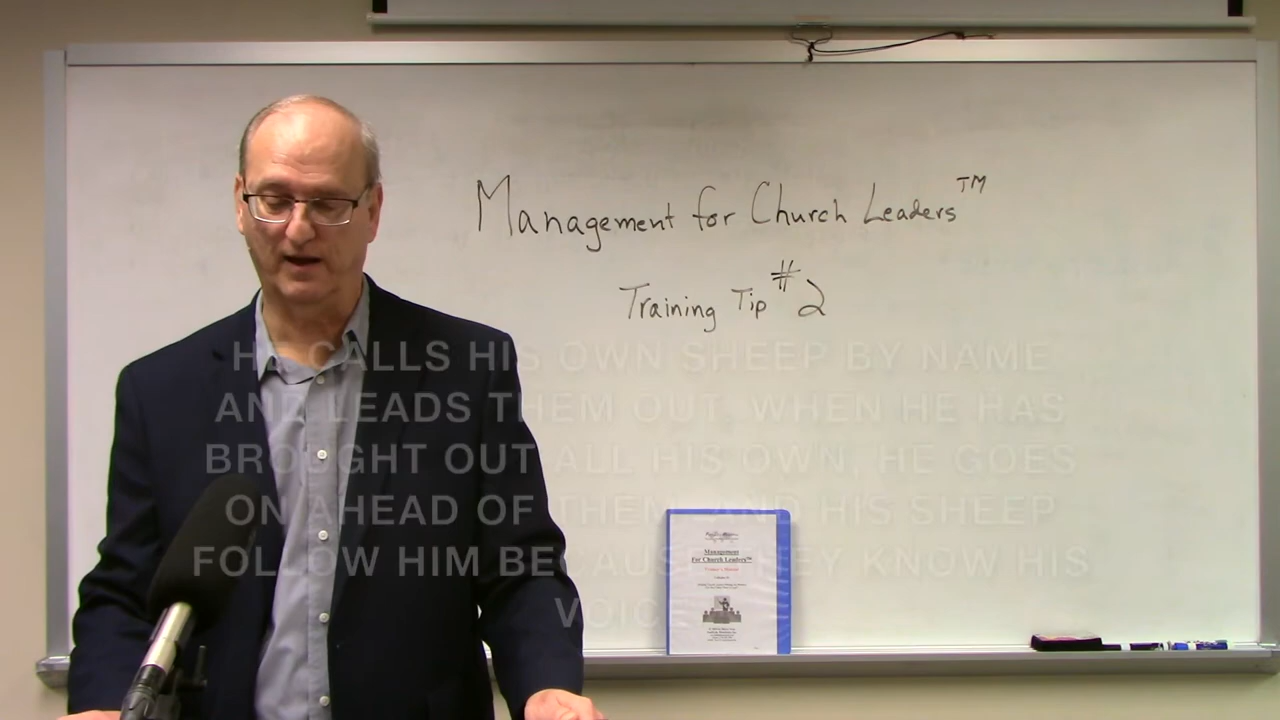 Management for Church Leaders™
Training Tip #2
HE CALLS HIS OWN SHEEP BY NAME
AND LEADS THEM OUT. WHEN HE HAS
BROUGHT OUT ALL HIS OWN, HE GOES
ON AHEAD OF THEM, AND HIS SHEEP
FOLLOW HIM BECAUSE THEY KNOW HIS
VOICE
Management
For Church Leaders™